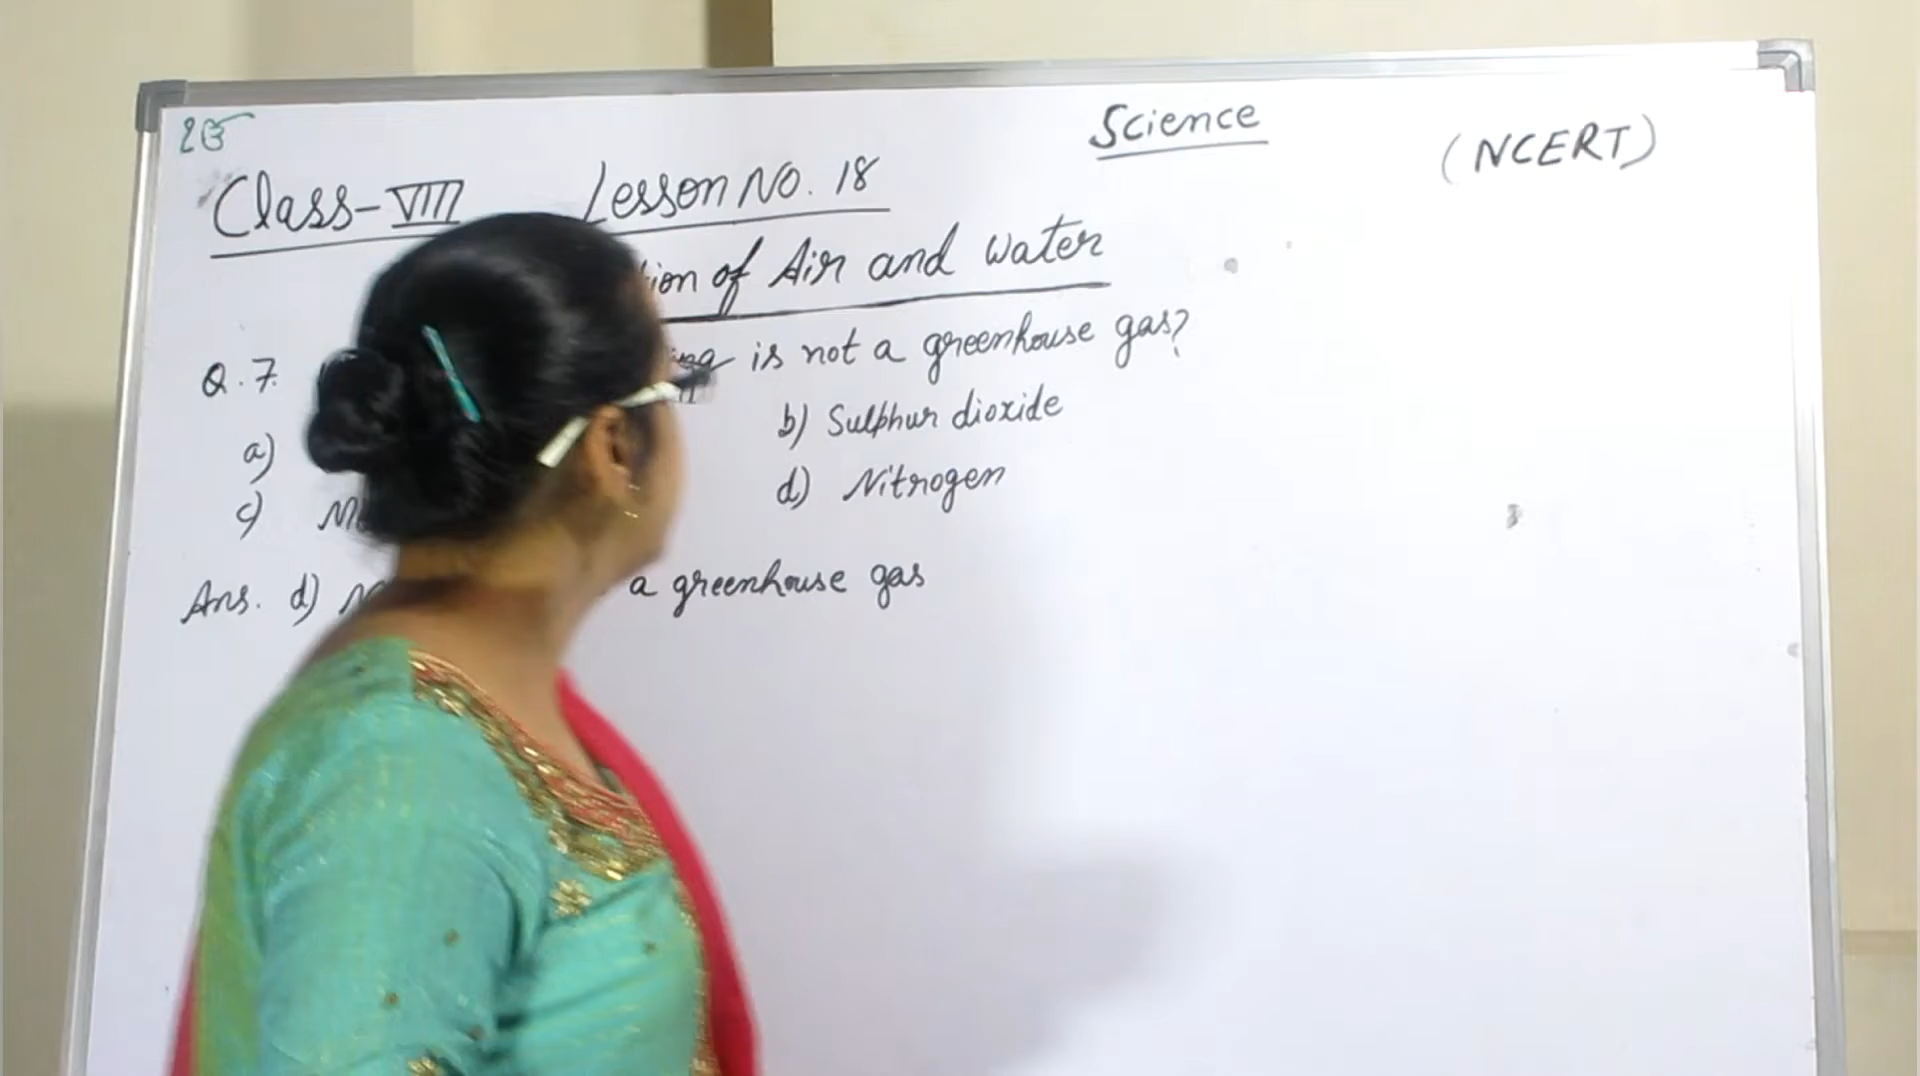 Science
(NCERT)
Class-VIII Lesson No. 18
of Air and Water
Q.7. is not a greenhouse gas?
a) b) Sulphur dioxide
c) d) Nitrogen
Ans. d) a greenhouse gas